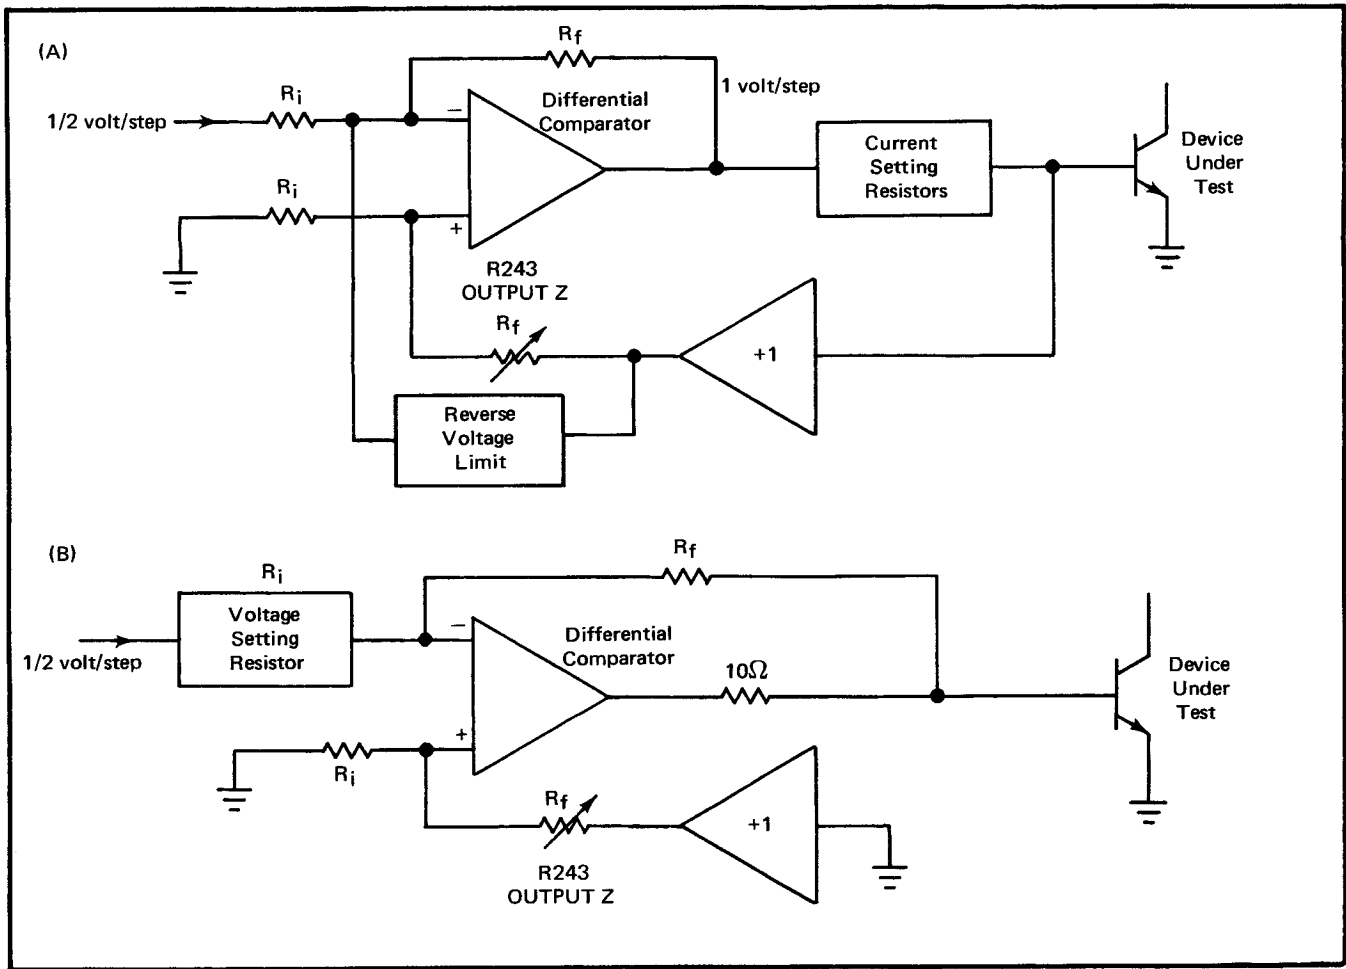 (A)
Rf
1 volt/step
Ri
1/2 volt/step
−
Differential
Comparator
Current
Setting
Resistors
Device
Under
Test
Ri
+
R243
OUTPUT Z
Rf
+1
Reverse
Voltage
Limit
(B)
Rf
Ri
Voltage
Setting
Resistor
1/2 volt/step
−
Differential
Comparator
10Ω
Device
Under
Test
+
Ri
Rf
+1
R243
OUTPUT Z